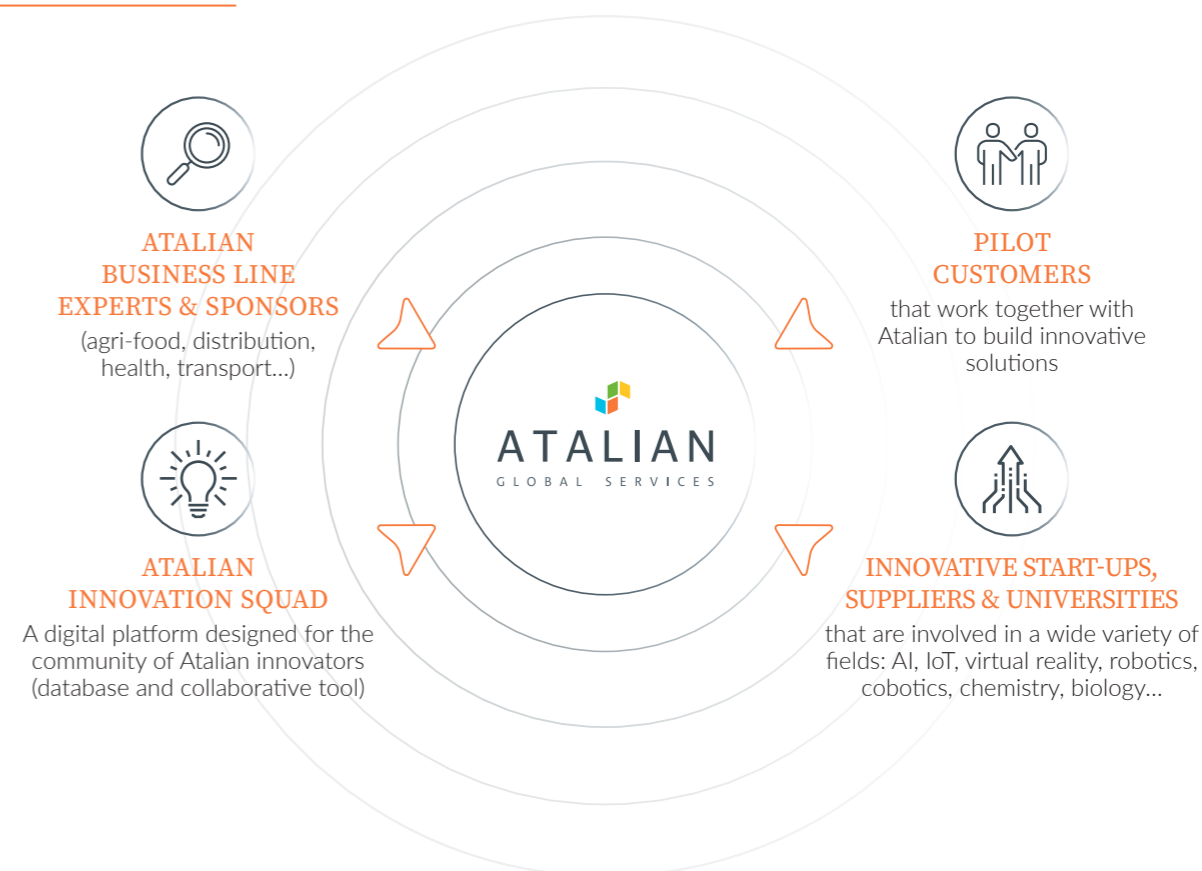 ATALIAN
BUSINESS LINE
EXPERTS & SPONSORS
(agri-food, distribution,
health, transport...)
PILOT
CUSTOMERS
that work together with
Atalian to build innovative
solutions
ATALIAN
GLOBAL SERVICES
ATALIAN
INNOVATION SQUAD
A digital platform designed for the
community of Atalian innovators
(database and collaborative tool)
INNOVATIVE START-UPS,
SUPPLIERS & UNIVERSITIES
that are involved in a wide variety of
fields: AI, IoT, virtual reality, robotics,
cobotics, chemistry, biology...